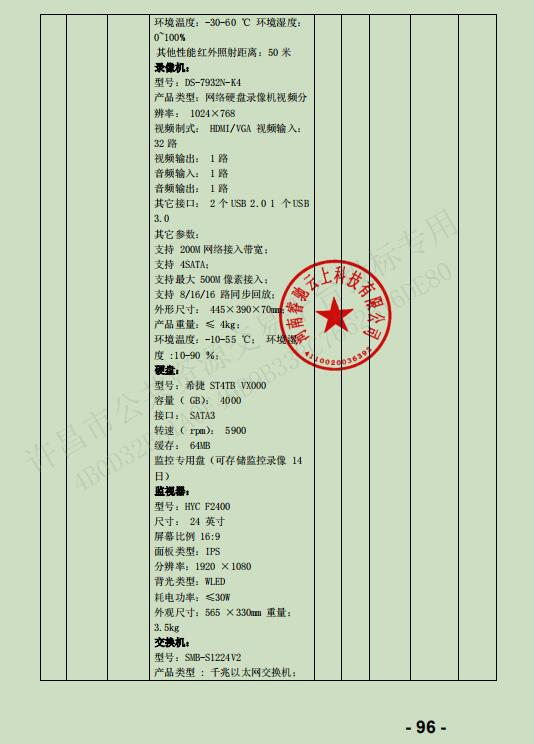 环境温度：-30-60 ℃ 环境湿度：
0~100%
其他性能红外照射距离：50 米
录像机：
型号：DS-7932N-K4
产品类型：网络硬盘录像机视频分
辨率： 1024×768
视频制式： HDMI/VGA 视频输入：
32 路
视频输出： 1 路
音频输入： 1 路
音频输出： 1 路
其它接口： 2 个 USB 2.0 1 个 USB
3.0
其它参数：
支持 200M 网络接入带宽；
支持 4SATA；
支持最大 500M 像素接入；
支持 8/16/16 路同步回放；
外形尺寸： 445×390×70mm；
产品重量：≤ 4kg；
环境温度：-10-55 ℃； 环境湿
度 :10-90 %；
硬盘：
型号：希捷 ST4TB VX000
容量（ GB）： 4000
接口： SATA3
转速（ rpm）： 5900
缓存： 64MB
监控专用盘（可存储监控录像 14
日）
监视器：
型号：HYC F2400
尺寸： 24 英寸
屏幕比例 16:9
面板类型：IPS
分辨率：1920 ×1080
背光类型：WLED
耗电功率：≤30W
外观尺寸：565 ×330mm 重量：
3.5kg
交换机：
型号：SMB-S1224V2
产品类型 : 千兆以太网交换机；
河南睿驰云上科技有限公司
4110020036392
- 96 -